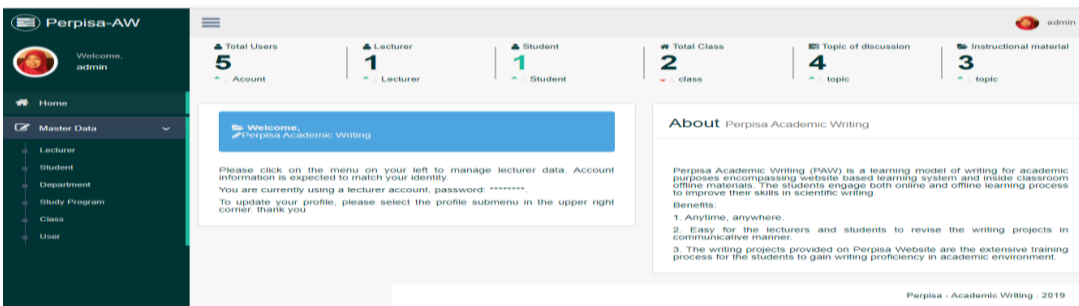 Perpisa-AW
admin
Welcome,
admin
Home
Master Data
Lecturer
Student
Department
Study Program
Class
User
Total Users
5
Acount
Lecturer
1
Lecturer
Student
1
Student
Total Class
2
class
Topic of discussion
4
topic
Instructional material
3
topic
Welcome,
Perpisa Academic Writing
Please click on the menu on your left to manage lecturer data. Account
information is expected to match your identity.
You are currently using a lecturer account, password: ********.
To update your profile, please select the profile submenu in the upper right
corner. thank you
About Perpisa Academic Writing
Perpisa Academic Writing (PAW) is a learning model of writing for academic
purposes encompassing website based learning system and inside classroom
offline materials. The students engage both online and offline learning process
to improve their skills in scientific writing.
Benefits:
1. Anytime, anywhere.
2. Easy for the lecturers and students to revise the writing projects in
communicative manner.
3. The writing projects provided on Perpisa Website are the extensive training
process for the students to gain writing proficiency in academic environment.
Perpisa - Academic Writing : 2019